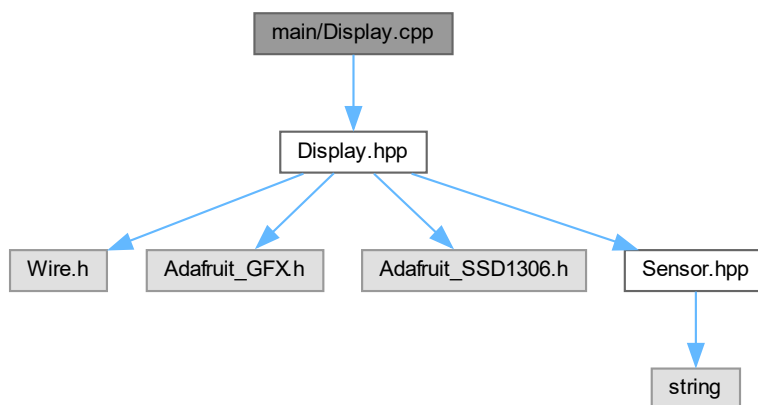 main/Display.cpp
Display.hpp
Wire.h
Adafruit_GFX.h
Adafruit_SSD1306.h
Sensor.hpp
string